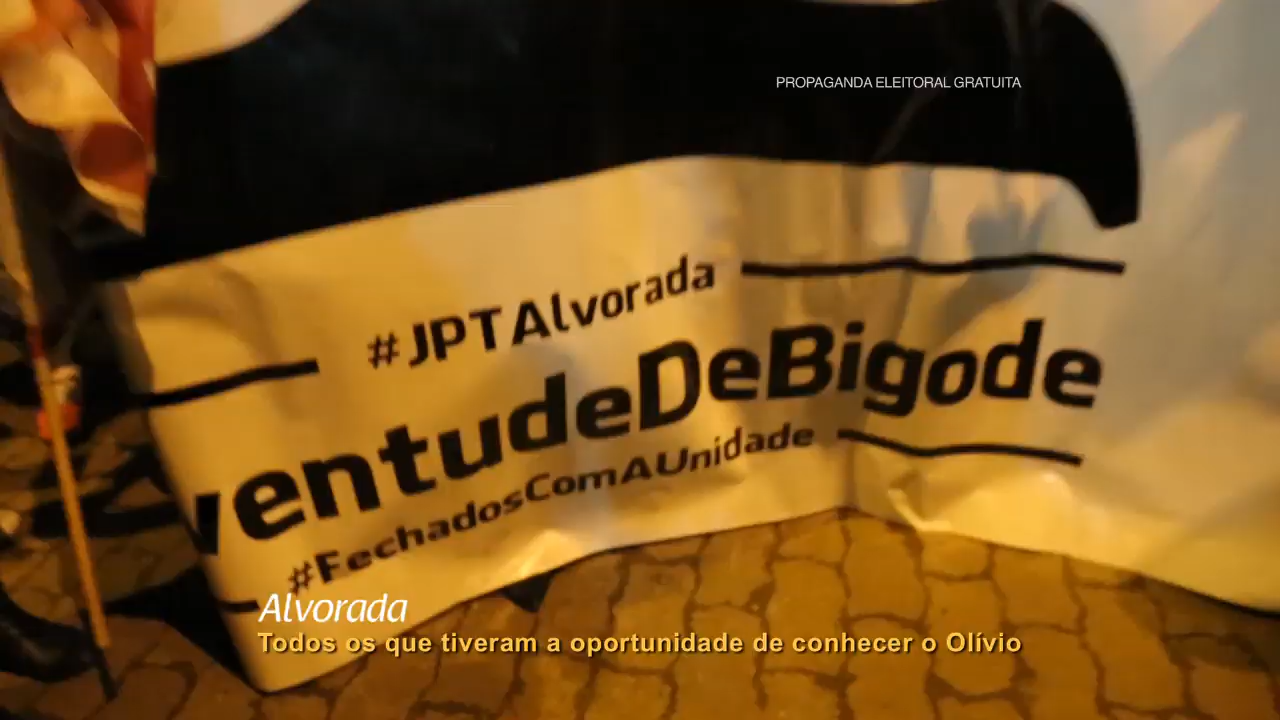 PROPAGANDA ELEITORAL GRATUITA
#JPTAlvorada
ventudeDeBigode
#FechadosComAUnidade
Alvorada
Todos os que tiveram a oportunidade de conhecer o Olívio